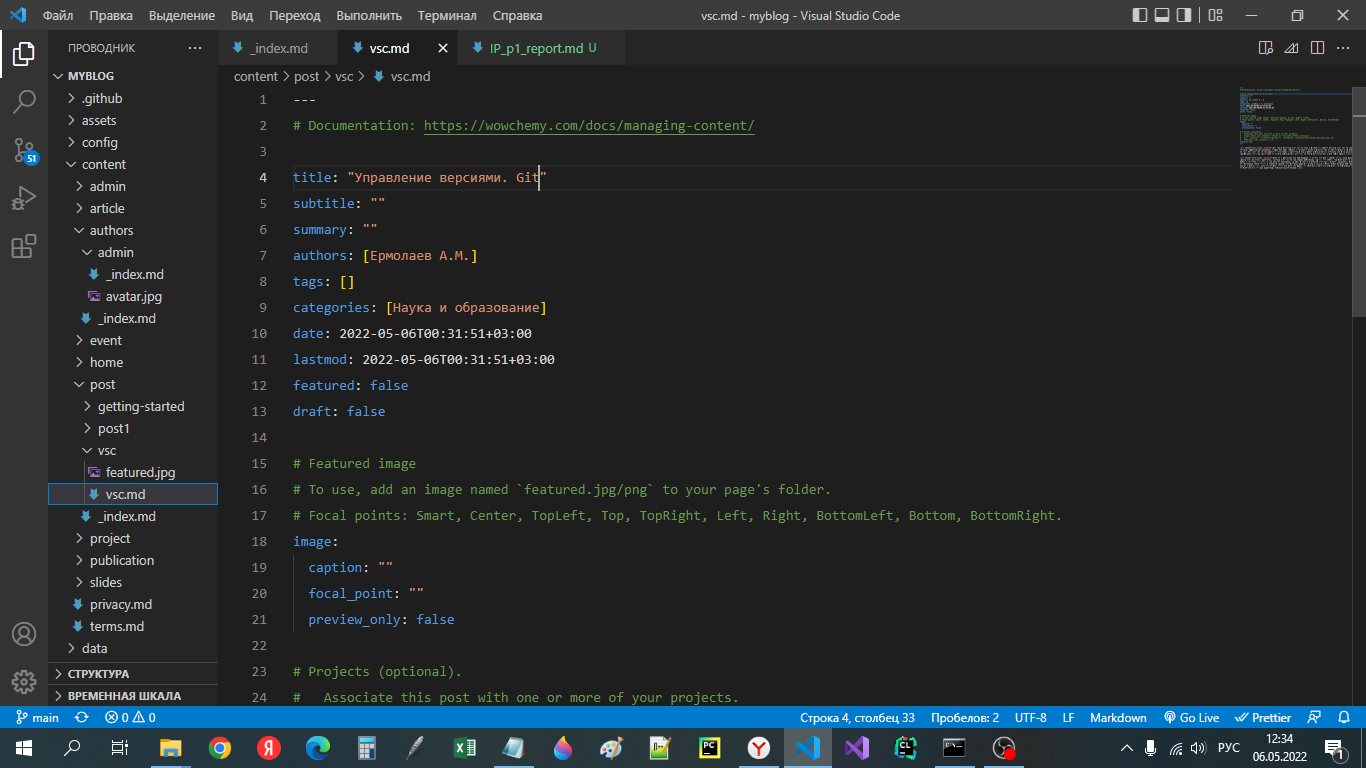 Файл Правка Выделение Вид Переход Выполнить Терминал Справка
vsc.md - myblog - Visual Studio Code
ПРОВОДНИК
_index.md
vsc.md
IP_p1_report.md U
content > post > vsc > vsc.md
MYBLOG
.github
assets
config
content
admin
article
authors
admin
_index.md
avatar.jpg
_index.md
event
home
post
getting-started
post1
vsc
featured.jpg
vsc.md
_index.md
project
publication
slides
privacy.md
terms.md
data
СТРУКТУРА
ВРЕМЕННАЯ ШКАЛА
51
1 ---
2 # Documentation: https://wowchemy.com/docs/managing-content/
3
4 title: "Управление версиями. Git"
5 subtitle: ""
6 summary: ""
7 authors: [Ермолаев А.М.]
8 tags: []
9 categories: [Наука и образование]
10 date: 2022-05-06T00:31:51+03:00
11 lastmod: 2022-05-06T00:31:51+03:00
12 featured: false
13 draft: false
14
15 # Featured image
16 # To use, add an image named `featured.jpg/png` to your page's folder.
17 # Focal points: Smart, Center, TopLeft, Top, TopRight, Left, Right, BottomLeft, Bottom, BottomRight.
18 image:
19 caption: ""
20 focal_point: ""
21 preview_only: false
22
23 # Projects (optional).
24 # Associate this post with one or more of your projects.
main 0 0 Строка 4, столбец 33 Пробелов: 2 UTF-8 LF Markdown Go Live Prettier
РУС
12:34
06.05.2022
1